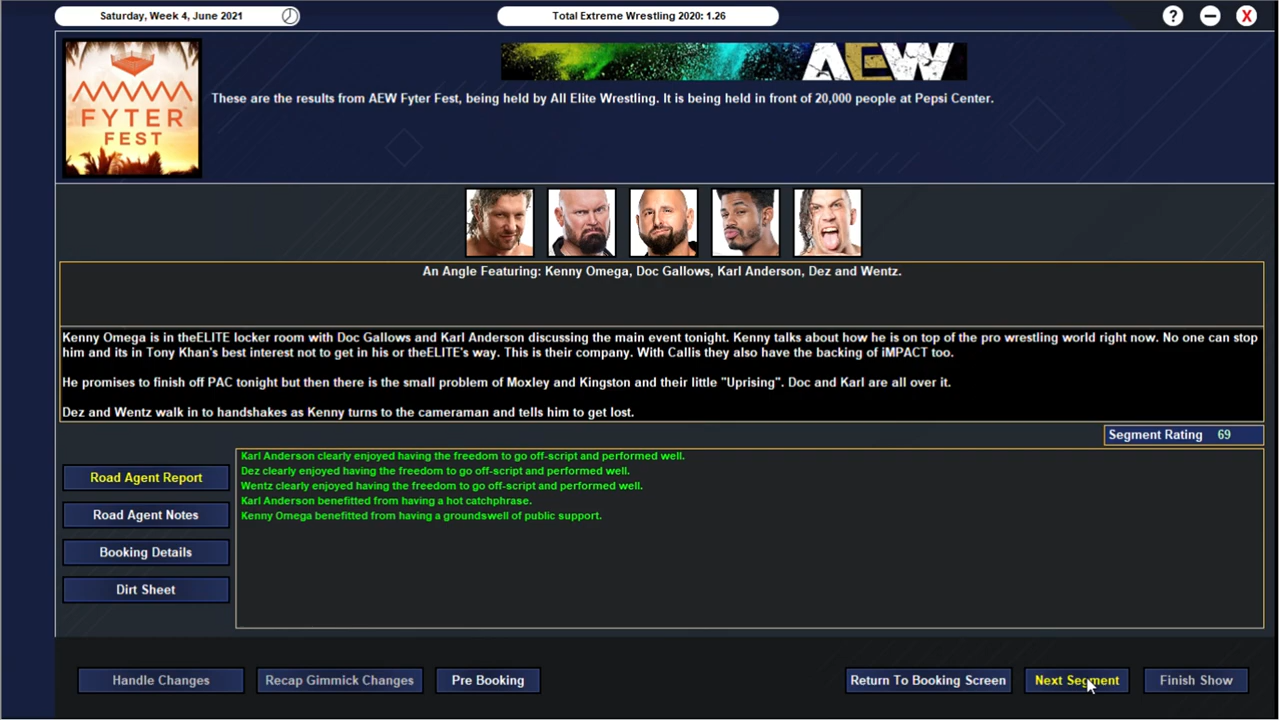 Saturday, Week 4, June 2021
Total Extreme Wrestling 2020: 1.26
?
X
FYTER
FEST
AEW
These are the results from AEW Fyter Fest, being held by All Elite Wrestling. It is being held in front of 20,000 people at Pepsi Center.
An Angle Featuring: Kenny Omega, Doc Gallows, Karl Anderson, Dez and Wentz.
Kenny Omega is in theELITE locker room with Doc Gallows and Karl Anderson discussing the main event tonight. Kenny talks about how he is on top of the pro wrestling world right now. No one can stop
him and its in Tony Khan's best interest not to get in his or theELITE's way. This is their company. With Callis they also have the backing of iMPACT too.
He promises to finish off PAC tonight but then there is the small problem of Moxley and Kingston and their little "Uprising". Doc and Karl are all over it.
Dez and Wentz walk in to handshakes as Kenny turns to the cameraman and tells him to get lost.
Segment Rating 69
Road Agent Report
Road Agent Notes
Booking Details
Dirt Sheet
Karl Anderson clearly enjoyed having the freedom to go off-script and performed well.
Dez clearly enjoyed having the freedom to go off-script and performed well.
Wentz clearly enjoyed having the freedom to go off-script and performed well.
Karl Anderson benefitted from having a hot catchphrase.
Kenny Omega benefitted from having a groundswell of public support.
Handle Changes
Recap Gimmick Changes
Pre Booking
Return To Booking Screen
Next Segment
Finish Show